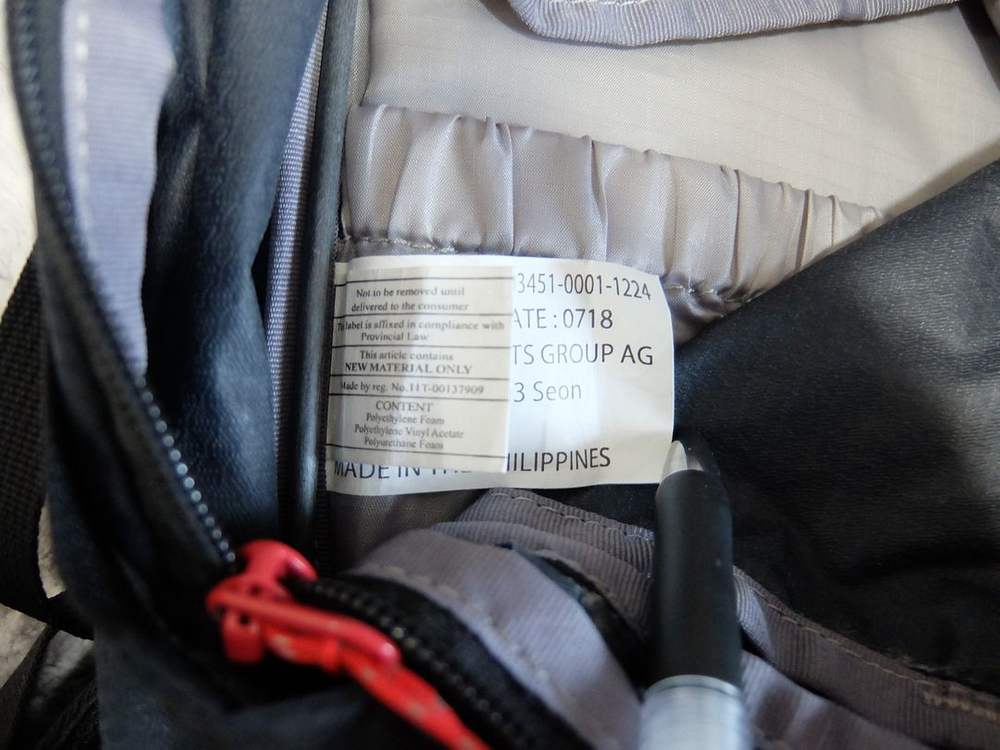 Not to be removed until
delivered to the consumer
label is affixed in compliance with
Provincial Law
This article contains
NEW MATERIAL ONLY
Made by reg. No. 11T-00137909
CONTENT
Polyethylene Foam
Polyethylene Vinyl Acetate
Polyurethane Foam
3451-0001-1224
ATE : 0718
TS GROUP AG
3 Seon
MADE IN THE PHILIPPINES